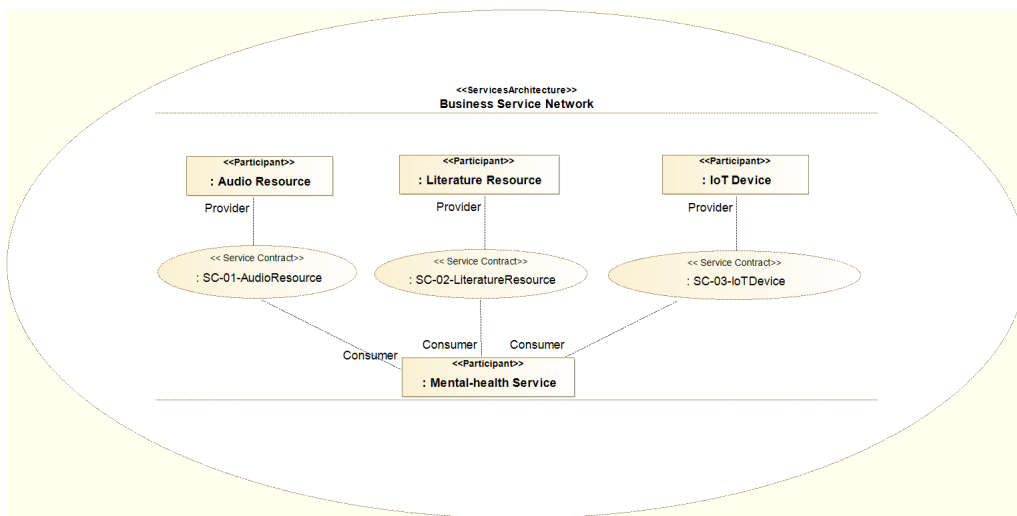 <<ServicesArchitecture>>
Business Service Network
<<Participant>>
: Audio Resource
<<Participant>>
: Literature Resource
<<Participant>>
: IoT Device
Provider
Provider
Provider
<< Service Contract>>
: SC-01-AudioResource
<< Service Contract>>
: SC-02-LiteratureResource
<< Service Contract>>
: SC-03-IoTDevice
Consumer
Consumer
Consumer
<<Participant>>
: Mental-health Service